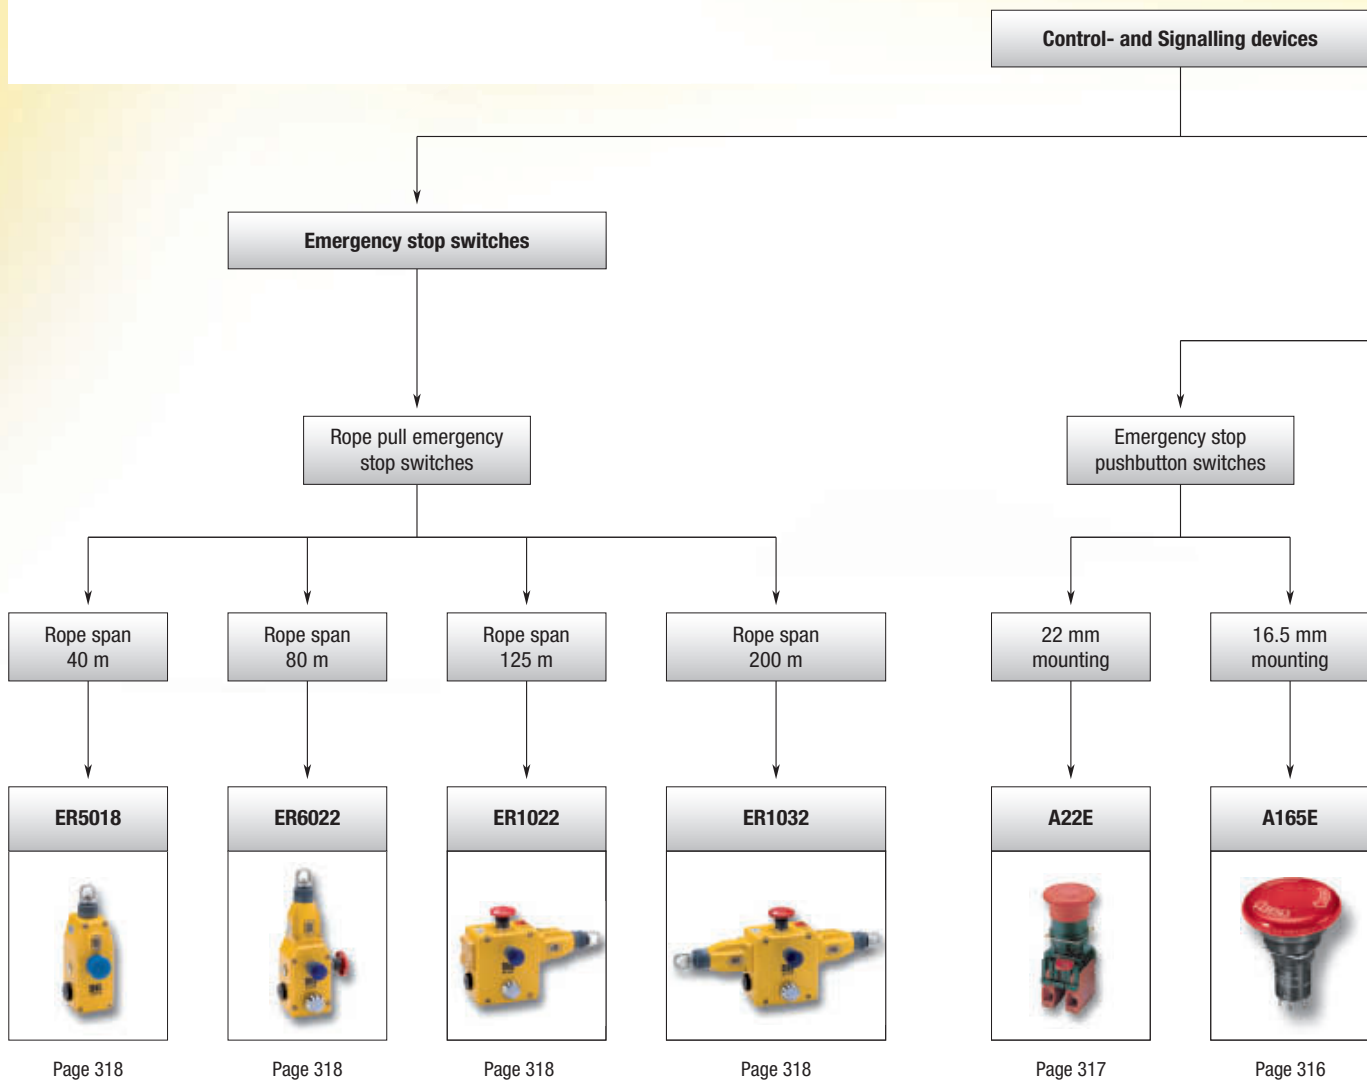 Control- and Signalling devices
Emergency stop switches
Rope pull emergency
stop switches
Emergency stop
pushbutton switches
Rope span
40 m
Rope span
80 m
Rope span
125 m
Rope span
200 m
22 mm
mounting
16.5 mm
mounting
ER5018
ER6022
ER1022
ER1032
A22E
A165E
Page 318
Page 318
Page 318
Page 318
Page 317
Page 316